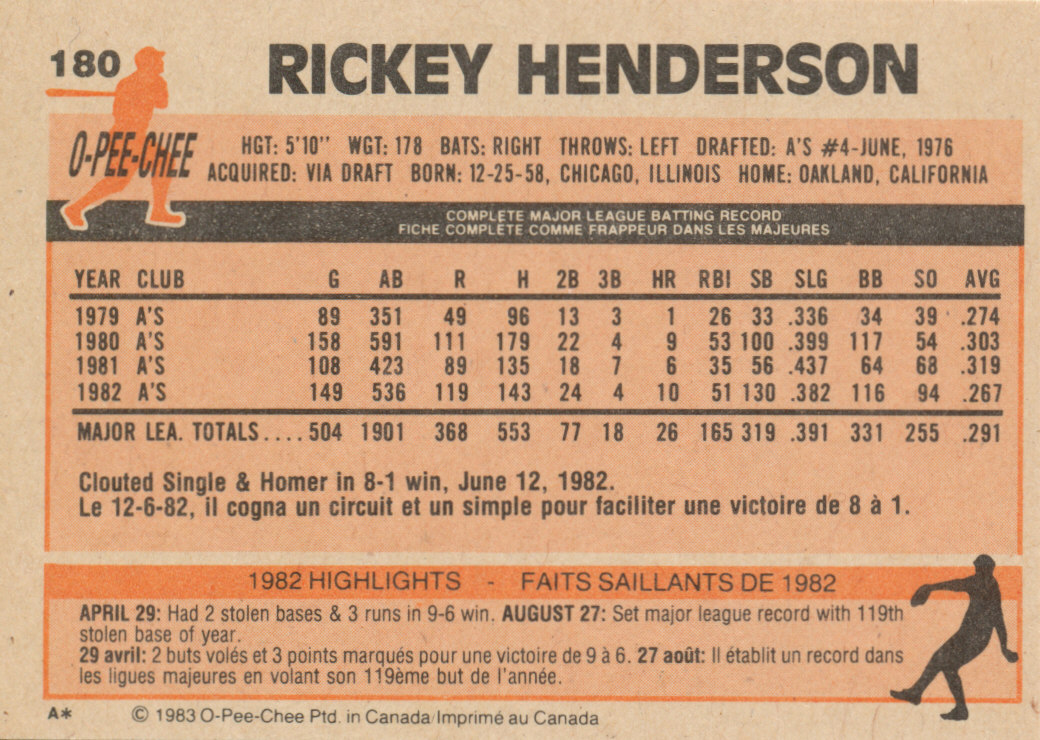 180
RICKEY HENDERSON
O-PEE-CHEE
HGT: 5'10" WGT: 178 BATS: RIGHT THROWS: LEFT DRAFTED: A'S #4-JUNE, 1976
ACQUIRED: VIA DRAFT BORN: 12-25-58, CHICAGO, ILLINOIS HOME: OAKLAND, CALIFORNIA
COMPLETE MAJOR LEAGUE BATTING RECORD
FICHE COMPLETE COMME FRAPPEUR DANS LES MAJEURES
YEAR CLUB G AB R H 2B 3B HR RBI SB SLG BB SO AVG
1979 A'S 89 351 49 96 13 3 1 26 33 .336 34 39 .274
1980 A'S 158 591 111 179 22 4 9 53 100 .399 117 54 .303
1981 A'S 108 423 89 135 18 7 6 35 56 .437 64 68 .319
1982 A'S 149 536 119 143 24 4 10 51 130 .382 116 94 .267
MAJOR LEA. TOTALS....504 1901 368 553 77 18 26 165 319 .391 331 255 .291
Clouted Single & Homer in 8-1 win, June 12, 1982.
Le 12-6-82, il cogna un circuit et un simple pour faciliter une victoire de 8 à 1.
1982 HIGHLIGHTS - FAITS SAILLANTS DE 1982
APRIL 29: Had 2 stolen bases & 3 runs in 9-6 win. AUGUST 27: Set major league record with 119th
stolen base of year.
29 avril: 2 buts volés et 3 points marqués pour une victoire de 9 à 6. 27 août: Il établit un record dans
les ligues majeures en volant son 119ème but de l'année.
A* © 1983 O-Pee-Chee Ptd. in Canada/Imprimé au Canada